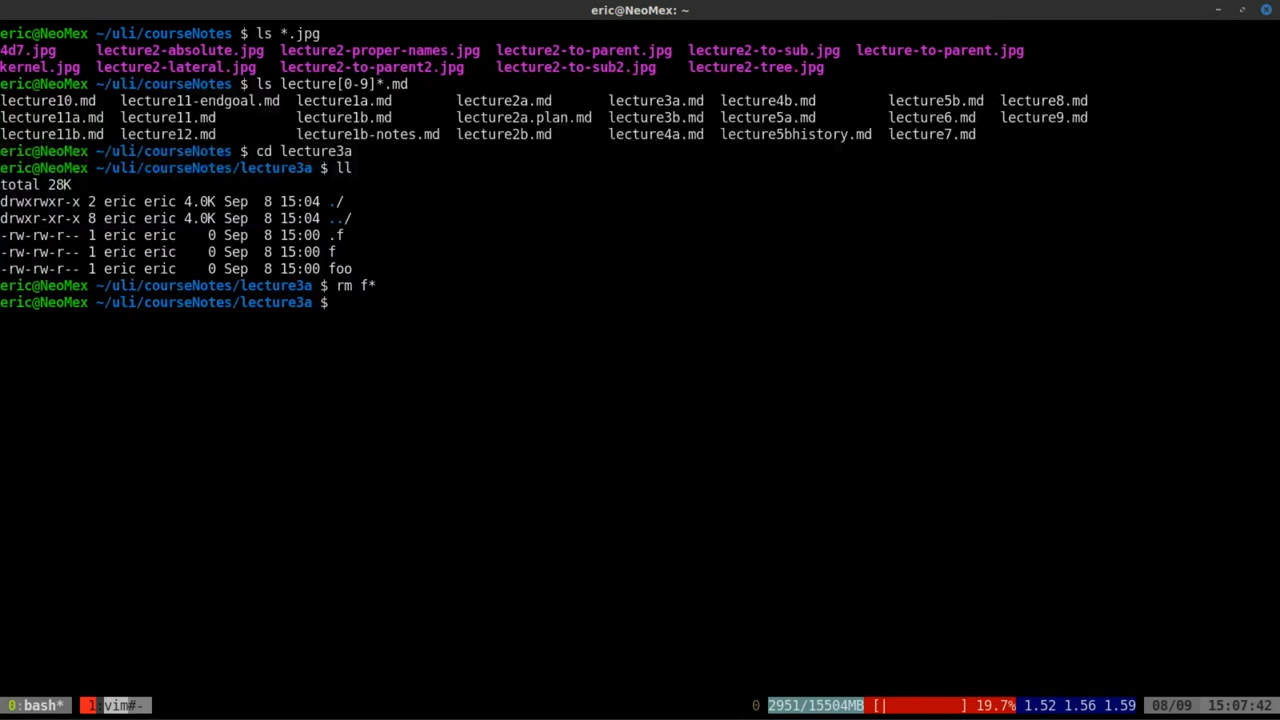 eric@NeoMex: ~
eric@NeoMex ~/uli/courseNotes $ ls *.jpg
4d7.jpg lecture2-absolute.jpg lecture2-proper-names.jpg lecture2-to-parent.jpg lecture2-to-sub.jpg lecture-to-parent.jpg
kernel.jpg lecture2-lateral.jpg lecture2-to-parent2.jpg lecture2-to-sub2.jpg lecture2-tree.jpg
eric@NeoMex ~/uli/courseNotes $ ls lecture[0-9]*.md
lecture10.md lecture11-endgoal.md lecture1a.md lecture2a.md lecture3a.md lecture4b.md lecture5b.md lecture8.md
lecture11a.md lecture11.md lecture1b.md lecture2a.plan.md lecture3b.md lecture5a.md lecture6.md lecture9.md
lecture11b.md lecture12.md lecture1b-notes.md lecture2b.md lecture4a.md lecture5bhistory.md lecture7.md
eric@NeoMex ~/uli/courseNotes $ cd lecture3a
eric@NeoMex ~/uli/courseNotes/lecture3a $ ll
total 28K
drwxrwxr-x 2 eric eric 4.0K Sep 8 15:04 ./
drwxr-xr-x 8 eric eric 4.0K Sep 8 15:04 ../
-rw-rw-r-- 1 eric eric 0 Sep 8 15:00 .f
-rw-rw-r-- 1 eric eric 0 Sep 8 15:00 f
-rw-rw-r-- 1 eric eric 0 Sep 8 15:00 foo
eric@NeoMex ~/uli/courseNotes/lecture3a $ rm f*
eric@NeoMex ~/uli/courseNotes/lecture3a $
0:bash* 1:vim#- 0 2951/15504MB [| ] 19.7% 1.52 1.56 1.59 08/09 15:07:42